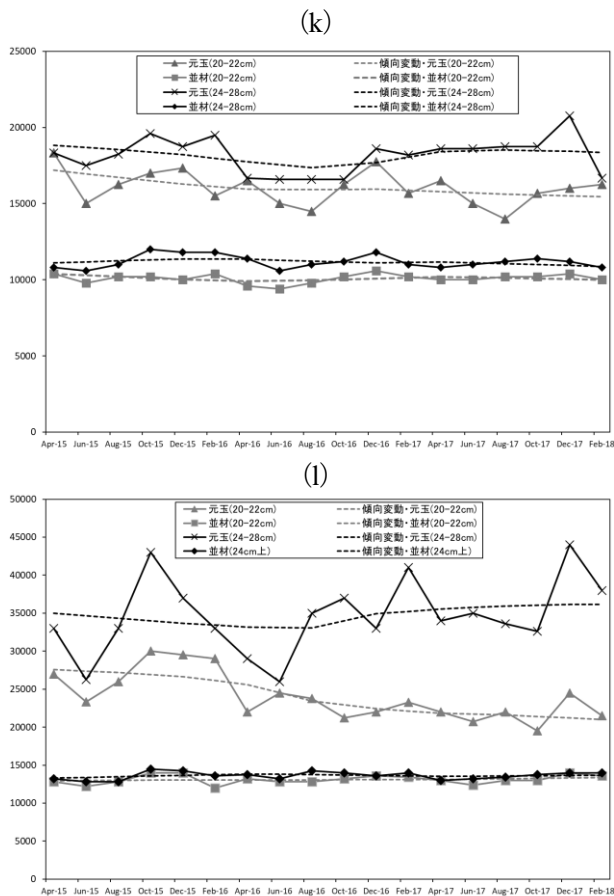 (k)
25000
20000
15000
10000
5000
0
元玉(20-22cm) 傾向変動・元玉(20-22cm)
並材(20-22cm) 傾向変動・並材(20-22cm)
元玉(24-28cm) 傾向変動・元玉(24-28cm)
並材(24-28cm) 傾向変動・並材(24-28cm)
Apr-15 Jun-15 Aug-15 Oct-15 Dec-15 Feb-16 Apr-16 Jun-16 Aug-16 Oct-16 Dec-16 Feb-17 Apr-17 Jun-17 Aug-17 Oct-17 Dec-17 Feb-18
(l)
50000
45000
40000
35000
30000
25000
20000
15000
10000
5000
0
元玉(20-22cm) 傾向変動・元玉(20-22cm)
並材(20-22cm) 傾向変動・並材(20-22cm)
元玉(24-28cm) 傾向変動・元玉(24-28cm)
並材(24cm上) 傾向変動・並材(24cm上)
Apr-15 Jun-15 Aug-15 Oct-15 Dec-15 Feb-16 Apr-16 Jun-16 Aug-16 Oct-16 Dec-16 Feb-17 Apr-17 Jun-17 Aug-17 Oct-17 Dec-17 Feb-18